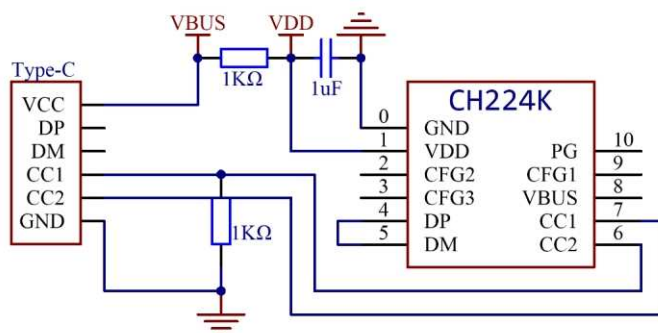 VBUS VDD
Type-C
1KΩ 1uF
CH224K
VCC
DP
DM
CC1
CC2
GND
1KΩ
0 GND
1 VDD
2 CFG2
3 CFG3
4 DP
5 DM
PG 10
CFG1 9
VBUS 8
CC1 7
CC2 6